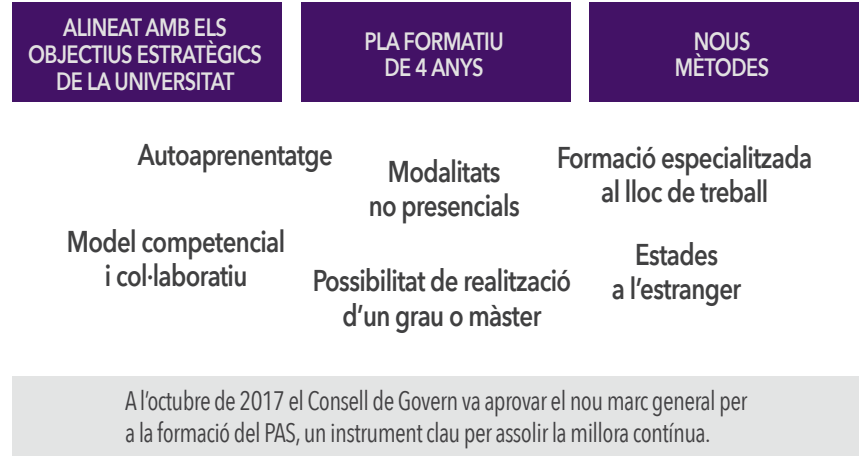 ALINEAT AMB ELS
OBJECTIUS ESTRATÈGICS
DE LA UNIVERSITAT
PLA FORMATIU
DE 4 ANYS
NOUS
MÈTODES
Autoaprenentatge
Modalitats
no presencials
Formació especialitzada
al lloc de treball
Model competencial
i col·laboratiu
Possibilitat de realització
d'un grau o màster
Estades
a l'estranger
A l'octubre de 2017 el Consell de Govern va aprovar el nou marc general per
a la formació del PAS, un instrument clau per assolir la millora contínua.